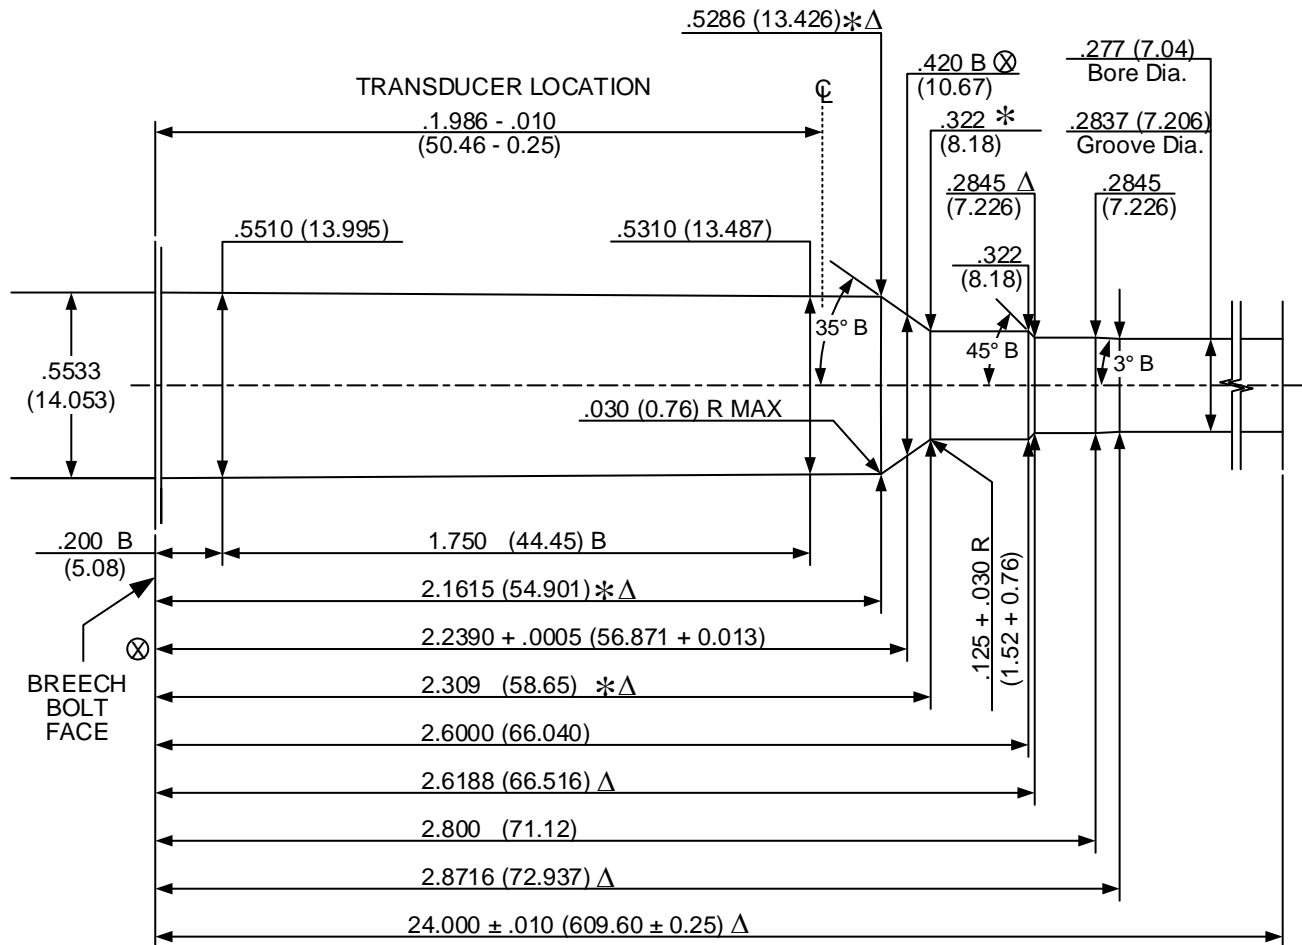 .5286 (13.426)✻Δ
.420 B ⊗
(10.67)
.277 (7.04)
Bore Dia.
TRANSDUCER LOCATION
℄
.1.986 - .010
(50.46 - 0.25)
.322 ✻
(8.18)
.2837 (7.206)
Groove Dia.
.2845 Δ
(7.226)
.2845
(7.226)
.5510 (13.995)
.5310 (13.487)
.322
(8.18)
35° B
45° B
3° B
.5533
(14.053)
.030 (0.76) R MAX
.200 B
(5.08)
1.750 (44.45) B
.125 + .030 R
(1.52 + 0.76)
2.1615 (54.901)✻Δ
⊗
2.2390 + .0005 (56.871 + 0.013)
BREECH
BOLT
FACE
2.309 (58.65) ✻Δ
2.6000 (66.040)
2.6188 (66.516) Δ
2.800 (71.12)
2.8716 (72.937) Δ
24.000 ± .010 (609.60 ± 0.25) Δ